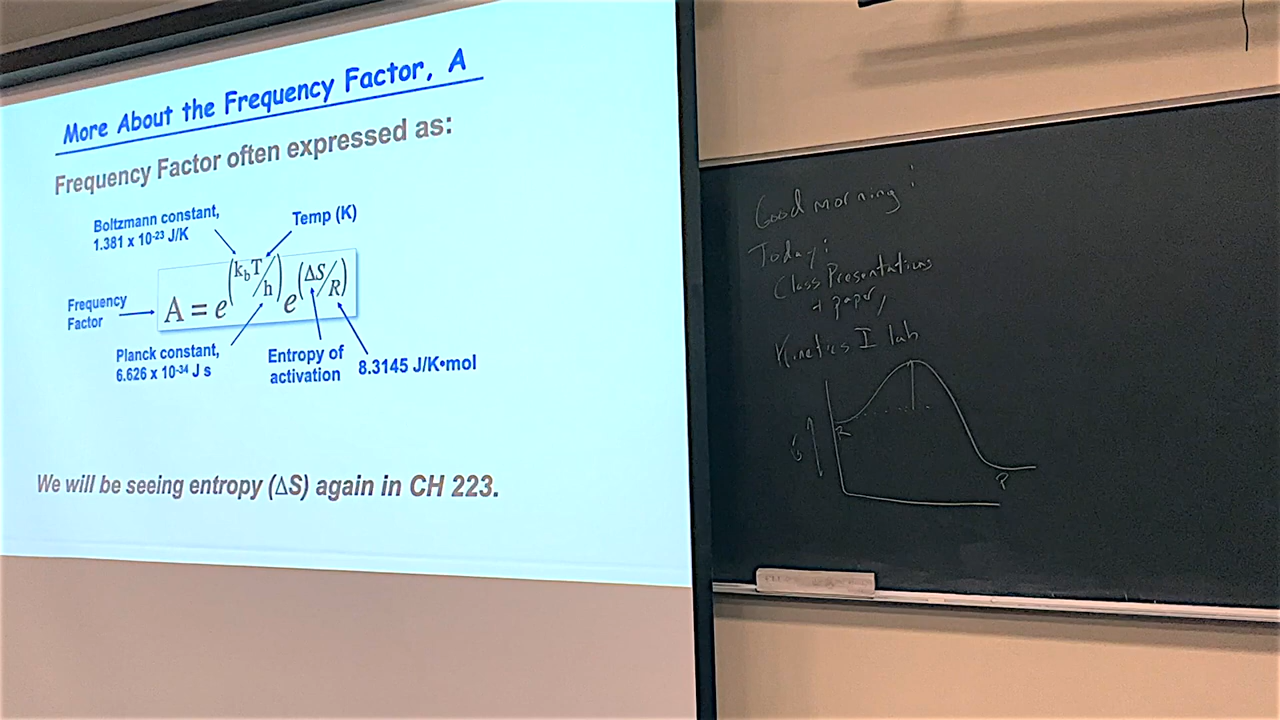 More About the Frequency Factor, A
Frequency Factor often expressed as:
Boltzmann constant,
1.381 x 10⁻²³ J/K
Temp (K)
Frequency
Factor
A = e^(k_bT/h) e^(ΔS/R)
Planck constant,
6.626 x 10⁻³⁴ J s
Entropy of
activation
8.3145 J/K•mol
We will be seeing entropy (ΔS) again in CH 223.
Good morning!
Today:
Class Presentations
+ paper,
Kinetics I lab
R
P